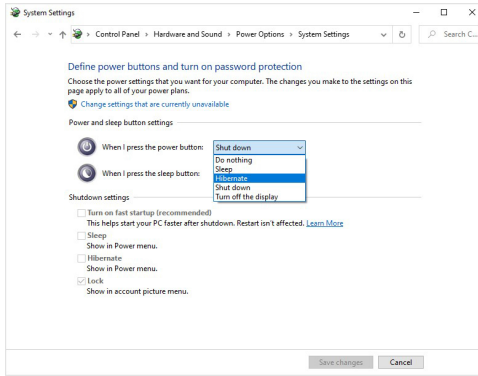 System Settings
Control Panel > Hardware and Sound > Power Options > System Settings
Search C...
Define power buttons and turn on password protection
Choose the power settings that you want for your computer. The changes you make to the settings on this
page apply to all of your power plans.
Change settings that are currently unavailable
Power and sleep button settings
When I press the power button: Shut down
Do nothing
Sleep
When I press the sleep button: Hibernate
Shut down
Turn off the display
Shutdown settings
Turn on fast startup (recommended)
This helps start your PC faster after shutdown. Restart isn't affected. Learn More
Sleep
Show in Power menu.
Hibernate
Show in Power menu.
Lock
Show in account picture menu.
Save changes Cancel